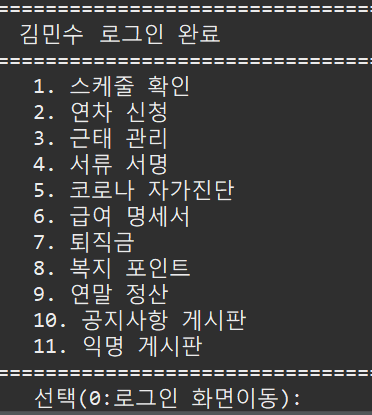 ===================================
김민수 로그인 완료
===================================
1. 스케줄 확인
2. 연차 신청
3. 근태 관리
4. 서류 서명
5. 코로나 자가진단
6. 급여 명세서
7. 퇴직금
8. 복지 포인트
9. 연말 정산
10. 공지사항 게시판
11. 익명 게시판
===================================
선택(0:로그인 화면이동):